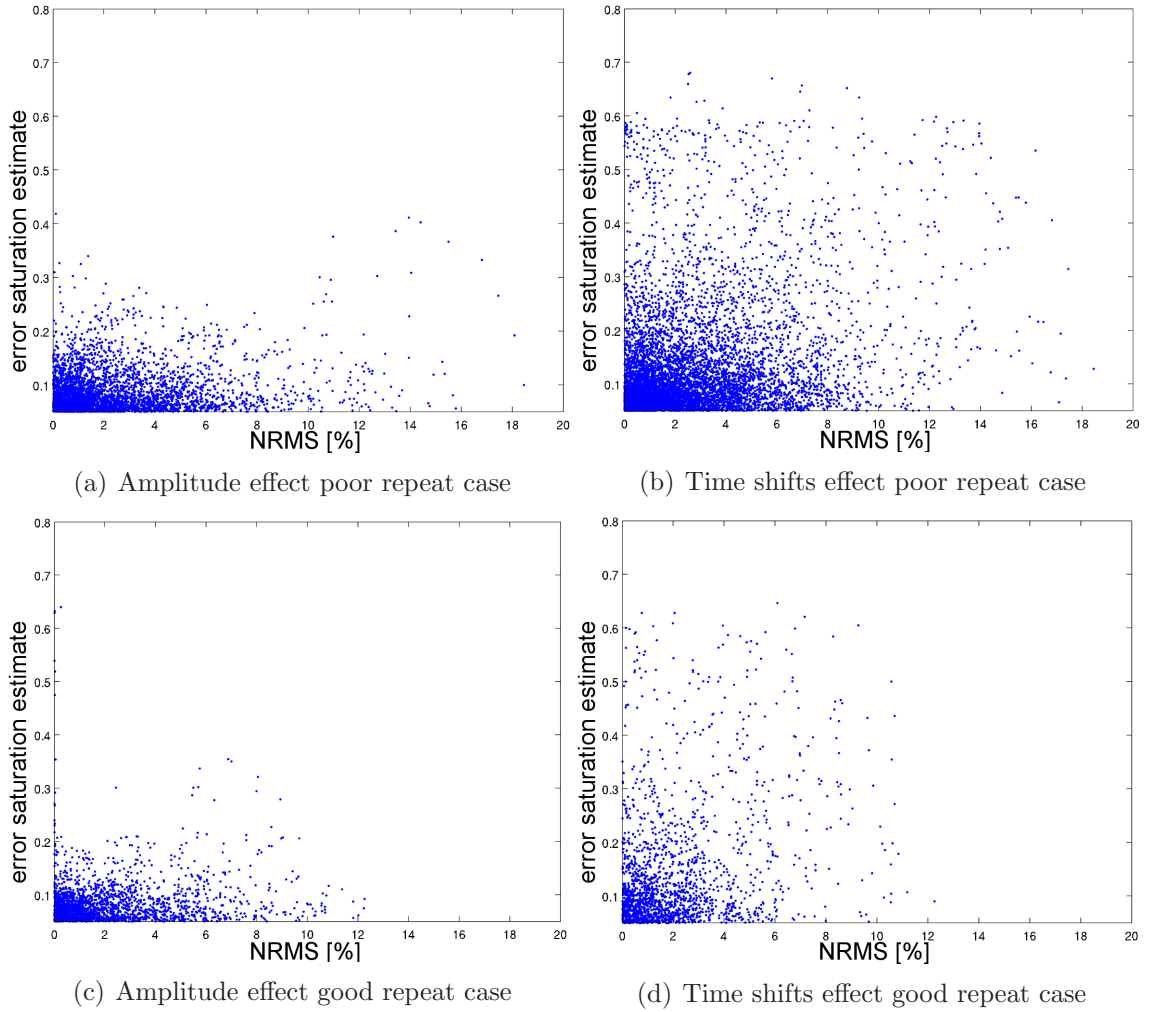 0.8
0.7
0.6
0.5
0.4
0.3
0.2
0.1
error saturation estimate
0 2 4 6 8 10 12 14 16 18 20
NRMS [%]
(a) Amplitude effect poor repeat case
0.8
0.7
0.6
0.5
0.4
0.3
0.2
0.1
error saturation estimate
0 2 4 6 8 10 12 14 16 18 20
NRMS [%]
(b) Time shifts effect poor repeat case
0.8
0.7
0.6
0.5
0.4
0.3
0.2
0.1
error saturation estimate
0 2 4 6 8 10 12 14 16 18 20
NRMS [%]
(c) Amplitude effect good repeat case
0.8
0.7
0.6
0.5
0.4
0.3
0.2
0.1
error saturation estimate
0 2 4 6 8 10 12 14 16 18 20
NRMS [%]
(d) Time shifts effect good repeat case